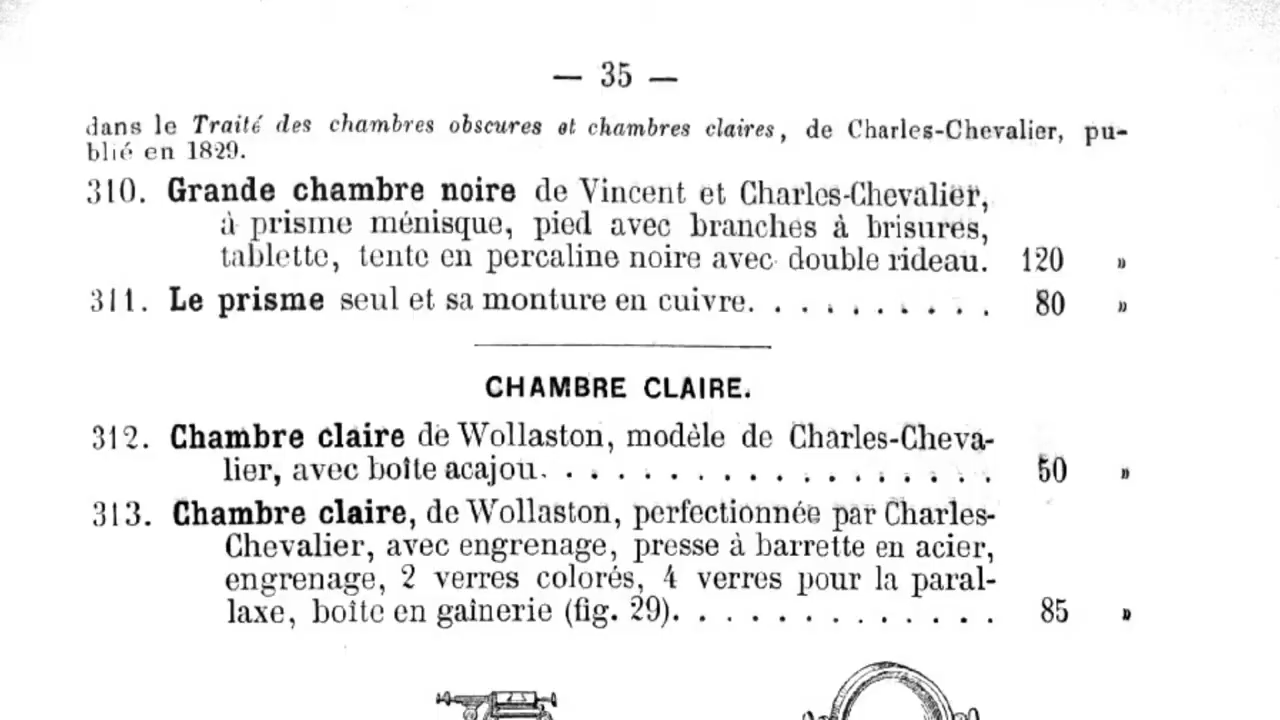 — 35 —
dans le Traité des chambres obscures et chambres claires, de Charles-Chevalier, pu-
blié en 1829.
310. Grande chambre noire de Vincent et Charles-Chevalier,
à prisme ménisque, pied avec branches à brisures,
tablette, tente en percaline noire avec double rideau. 120 »
311. Le prisme seul et sa monture en cuivre. . . . . . . . . . 80 »
CHAMBRE CLAIRE.
312. Chambre claire de Wollaston, modèle de Charles-Cheva-
lier, avec boîte acajou. . . . . . . . . . . . . . . . . . 50 »
313. Chambre claire, de Wollaston, perfectionnée par Charles-
Chevalier, avec engrenage, presse à barrette en acier,
engrenage, 2 verres colorés, 4 verres pour la paral-
laxe, boîte en gaînerie (fig. 29). . . . . . . . . . . . . 85 »